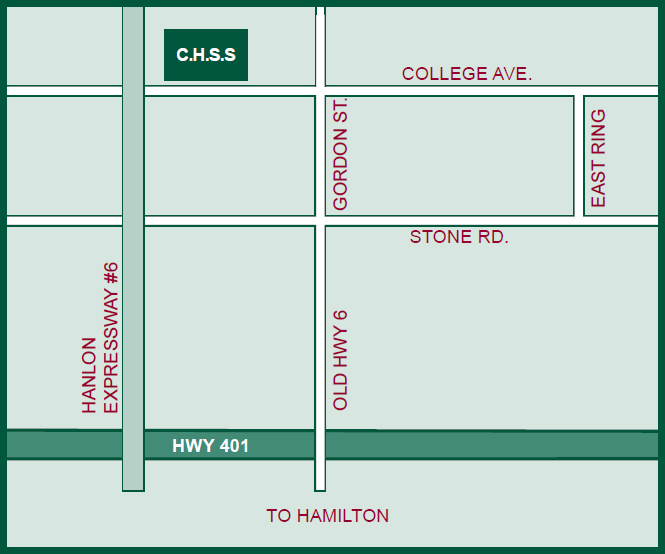 C.H.S.S
COLLEGE AVE.
GORDON ST.
EAST RING
STONE RD.
HANLON
EXPRESSWAY #6
OLD HWY 6
HWY 401
TO HAMILTON